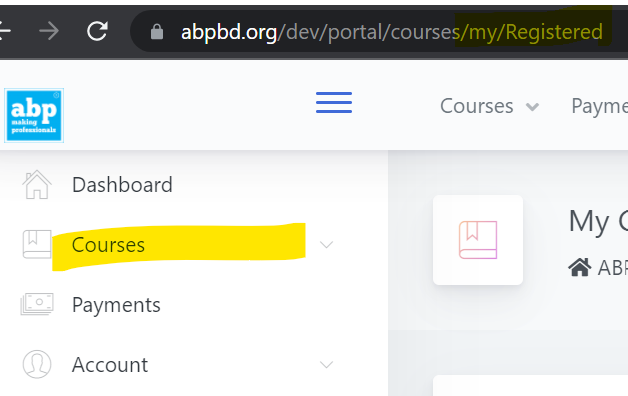 abpbd.org/dev/portal/courses/my/Registered
abp
making
professionals
Courses
Dashboard
Courses
Payments
Account
My
ABP